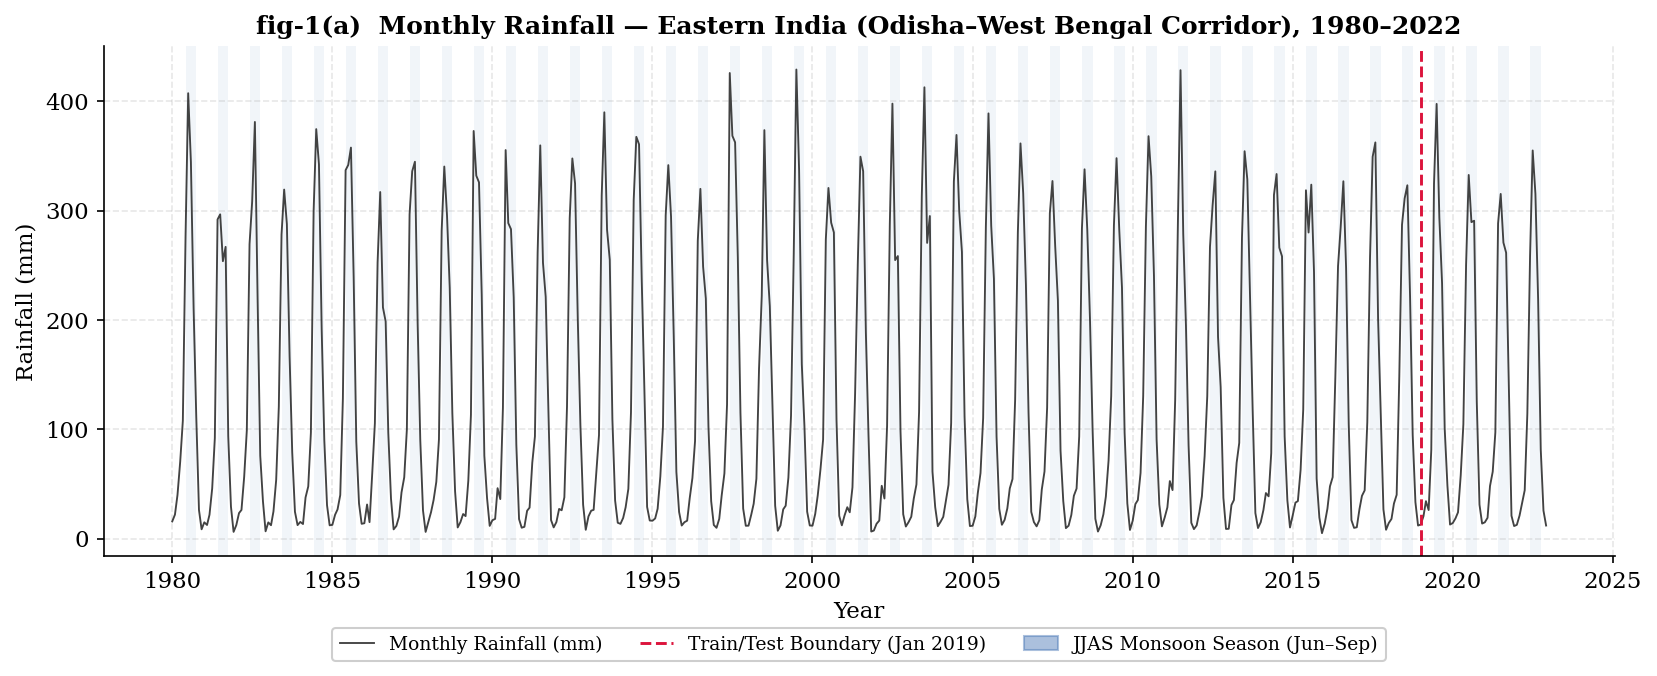 fig-1(a)  Monthly Rainfall — Eastern India (Odisha–West Bengal Corridor), 1980–2022
Rainfall (mm)
400
300
200
100
0
1980 1985 1990 1995 2000 2005 2010 2015 2020 2025
Year
Monthly Rainfall (mm) Train/Test Boundary (Jan 2019) JJAS Monsoon Season (Jun–Sep)